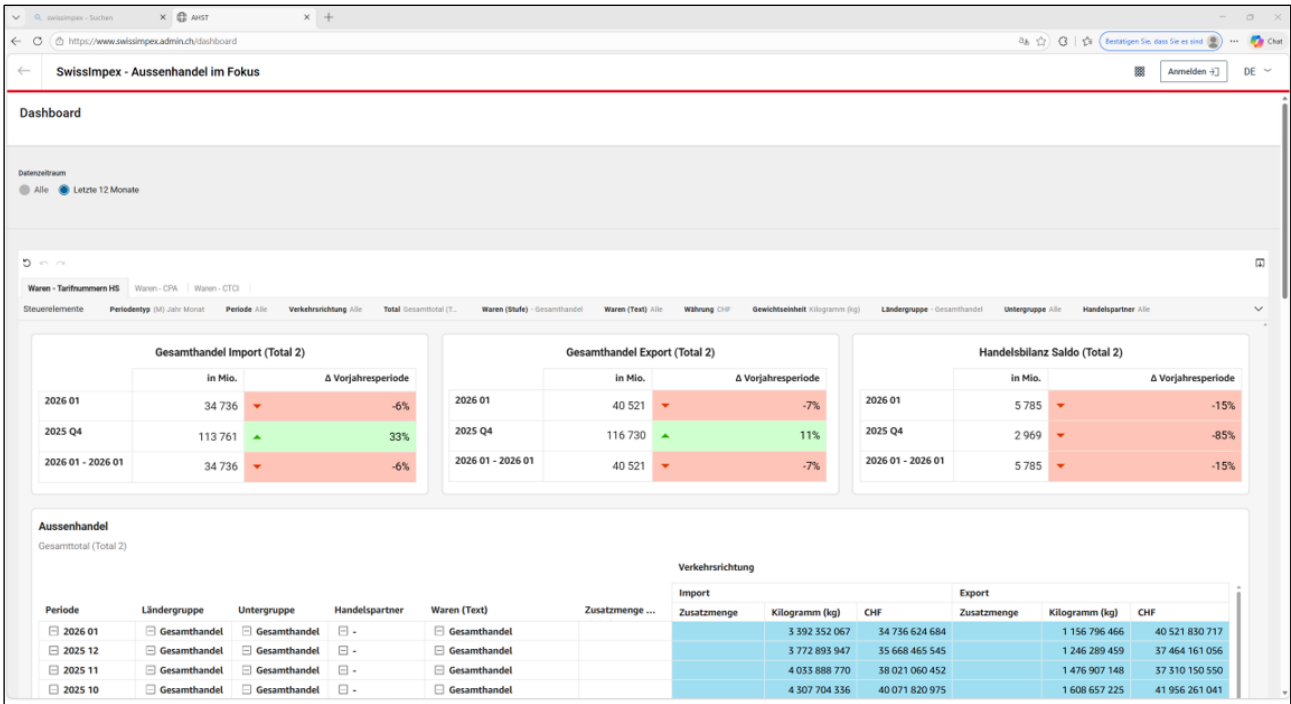 swissimpex - Suchen
AHST
https://www.swissimpex.admin.ch/dashboard
Bestätigen Sie, dass Sie es sind
Chat
SwissImpex - Aussenhandel im Fokus
Anmelden
DE
Dashboard
Datenzeitraum
Alle Letzte 12 Monate
Waren - Tarifnummern HS Waren - CPA Waren - CTCI
Steuerelemente Periodentyp (M) Jahr Monat Periode Alle Verkehrsrichtung Alle Total Gesamttotal (T... Waren (Stufe) - Gesamthandel Waren (Text) Alle Währung CHF Gewichtseinheit Kilogramm (kg) Ländergruppe - Gesamthandel Untergruppe Alle Handelspartner Alle
Gesamthandel Import (Total 2)
in Mio. Δ Vorjahresperiode
2026 01 34 736 -6%
2025 Q4 113 761 33%
2026 01 - 2026 01 34 736 -6%
Gesamthandel Export (Total 2)
in Mio. Δ Vorjahresperiode
2026 01 40 521 -7%
2025 Q4 116 730 11%
2026 01 - 2026 01 40 521 -7%
Handelsbilanz Saldo (Total 2)
in Mio. Δ Vorjahresperiode
2026 01 5 785 -15%
2025 Q4 2 969 -85%
2026 01 - 2026 01 5 785 -15%
Aussenhandel
Gesamttotal (Total 2)
Verkehrsrichtung
Import Export
Periode Ländergruppe Untergruppe Handelspartner Waren (Text) Zusatzmenge ... Zusatzmenge Kilogramm (kg) CHF Zusatzmenge Kilogramm (kg) CHF
2026 01 Gesamthandel Gesamthandel - Gesamthandel 3 392 352 067 34 736 624 684 1 156 796 466 40 521 830 717
2025 12 Gesamthandel Gesamthandel - Gesamthandel 3 772 893 947 35 668 465 545 1 246 289 459 37 464 161 056
2025 11 Gesamthandel Gesamthandel - Gesamthandel 4 033 888 770 38 021 060 452 1 476 907 148 37 310 150 550
2025 10 Gesamthandel Gesamthandel - Gesamthandel 4 307 704 336 40 071 820 975 1 608 657 225 41 956 261 041